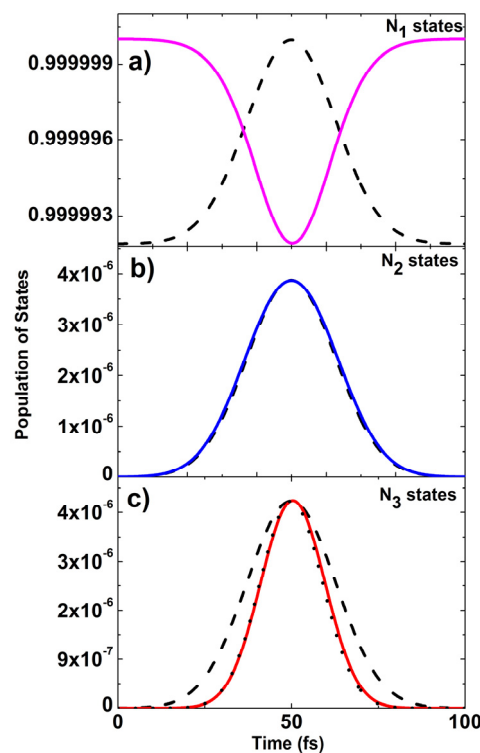 N1 states
a)
0.999999
0.999996
0.999993
Population of States
N2 states
b)
4x10-6
3x10-6
2x10-6
1x10-6
0
N3 states
c)
4x10-6
3x10-6
2x10-6
9x10-7
0
0 50 100
Time (fs)